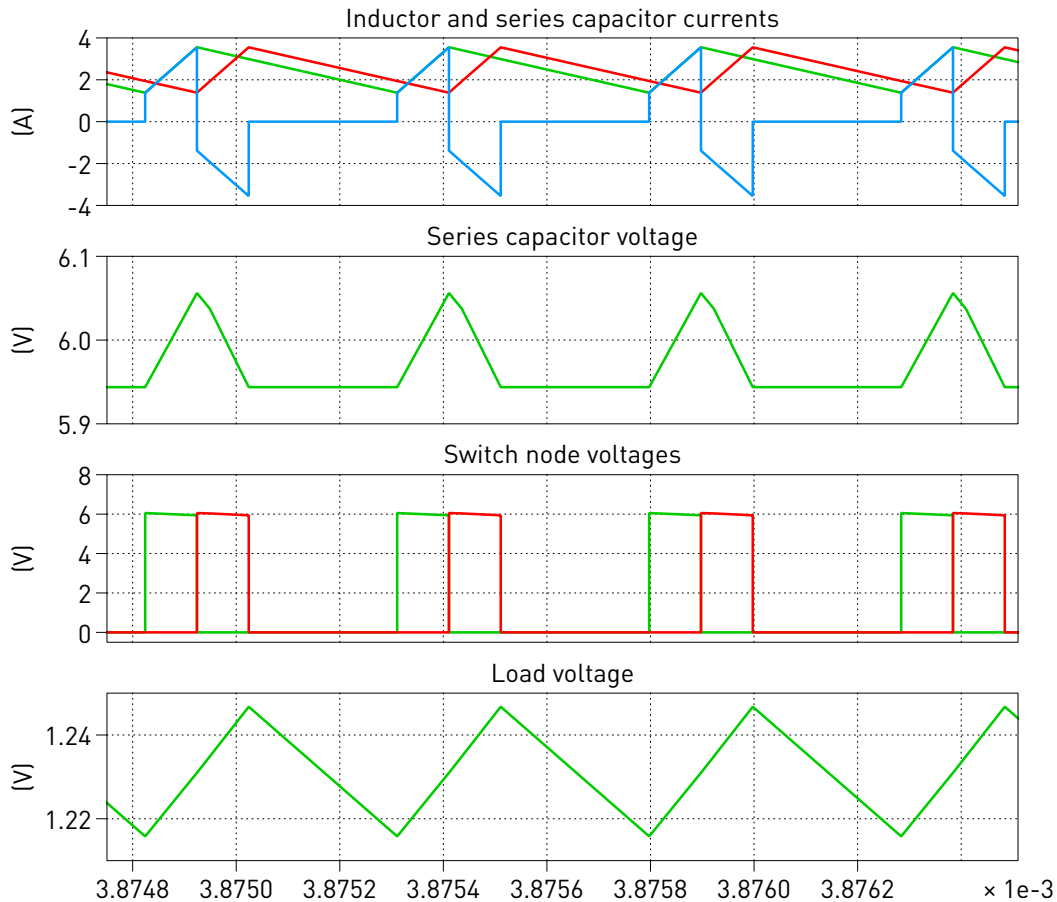 Inductor and series capacitor currents
4
2
0
-2
-4
(A)
Series capacitor voltage
6.1
6.0
5.9
(V)
Switch node voltages
8
6
4
2
0
(V)
Load voltage
1.24
1.22
(V)
3.8748 3.8750 3.8752 3.8754 3.8756 3.8758 3.8760 3.8762 × 1e-3